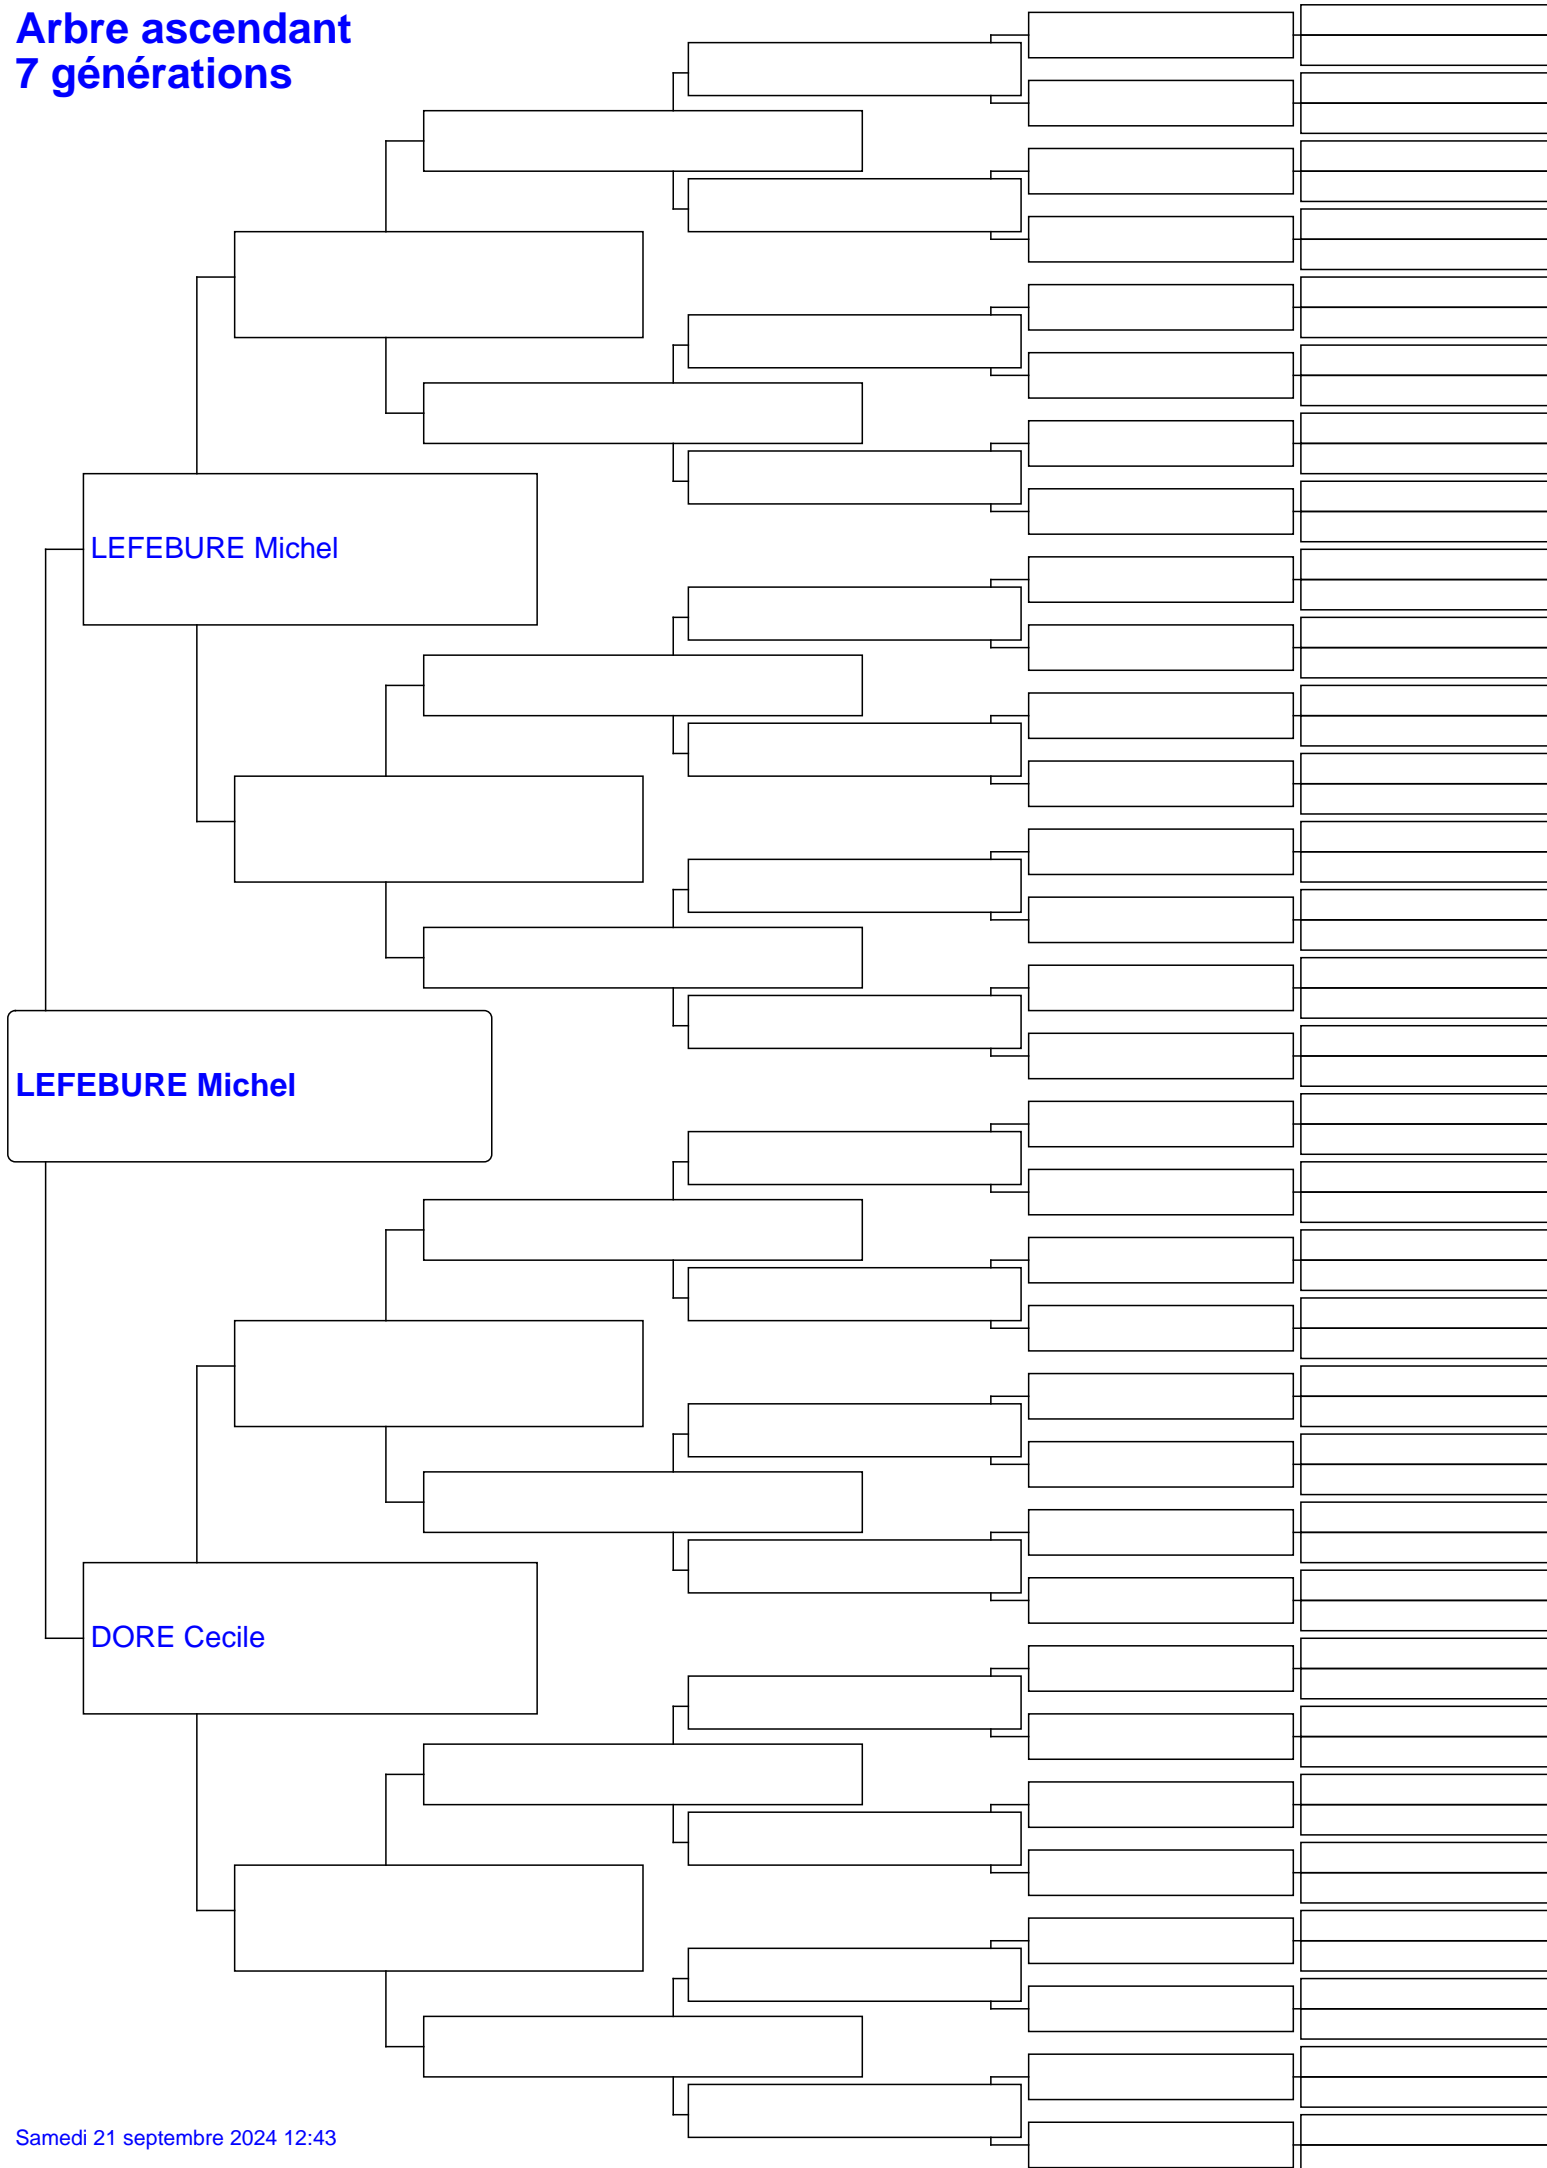 Arbre ascendant
7 générations
LEFEBURE Michel
LEFEBURE Michel
DORE Cecile
Samedi 21 septembre 2024 12:43